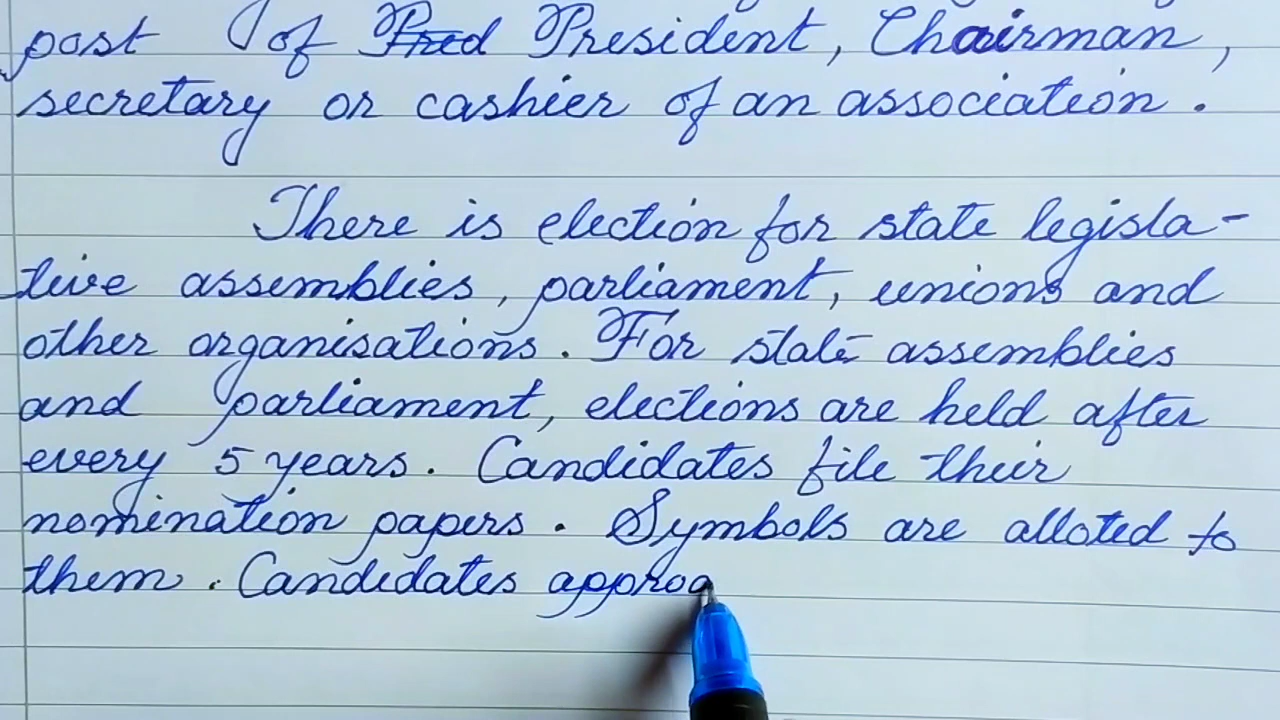 post of Pred President, Chairman,
secretary or cashier of an association.
There is election for state legisla-
tive assemblies, parliament, unions and
other organisations. For state assemblies
and parliament, elections are held after
every 5 years. Candidates file their
nomination papers. Symbols are alloted to
them. Candidates approa